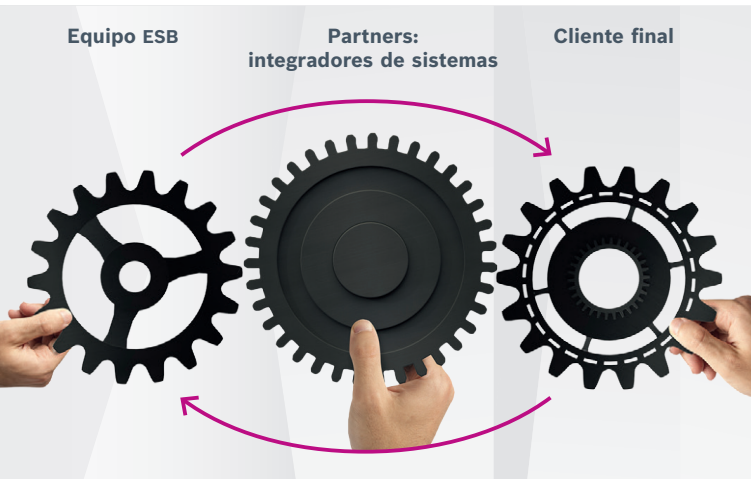 Equipo ESB
Partners:
integradores de sistemas
Cliente final